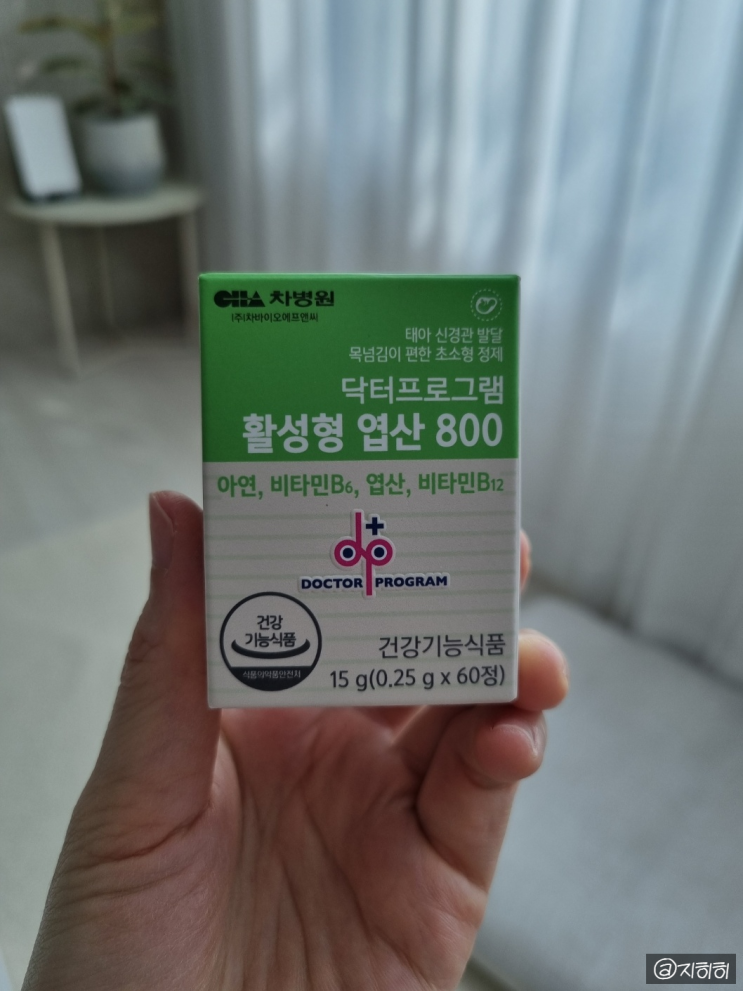 CHA 차병원
(주)차바이오에프앤씨
태아 신경관 발달
목넘김이 편한 초소형 정제
닥터프로그램
활성형 엽산 800
아연, 비타민B6, 엽산, 비타민B12
dp+
DOCTOR PROGRAM
건강
기능식품
식품의약품안전처
건강기능식품
15 g(0.25 g x 60정)
@지히히